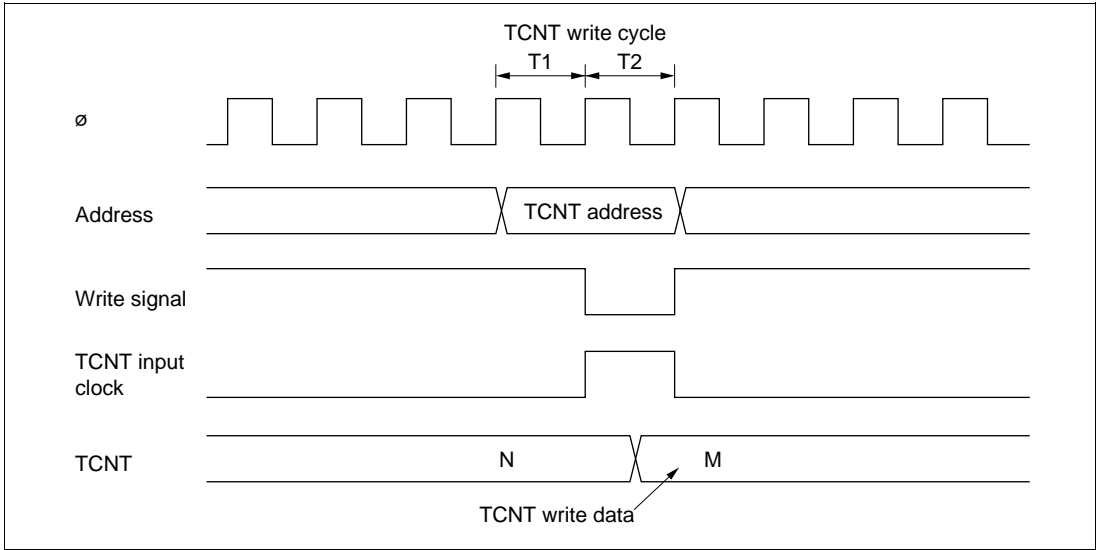 TCNT write cycle
T1 T2
ø
Address TCNT address
Write signal
TCNT input
clock
TCNT N M
TCNT write data